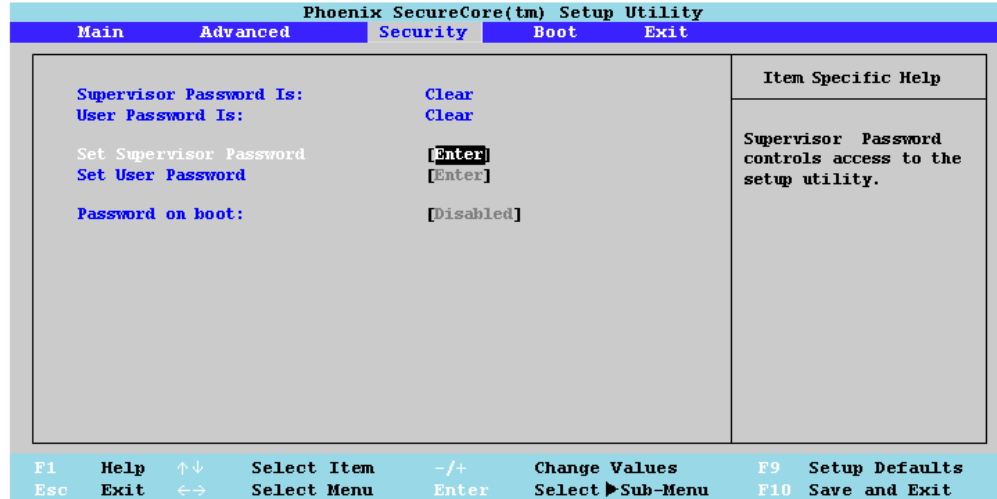 Phoenix SecureCore(tm) Setup Utility
Main Advanced Security Boot Exit
Item Specific Help
Supervisor Password Is: Clear
User Password Is: Clear
Set Supervisor Password [Enter]
Set User Password [Enter]
Password on boot: [Disabled]
Supervisor Password
controls access to the
setup utility.
F1 Help ↑↓ Select Item -/+ Change Values F9 Setup Defaults
Esc Exit ←→ Select Menu Enter Select ▶Sub-Menu F10 Save and Exit